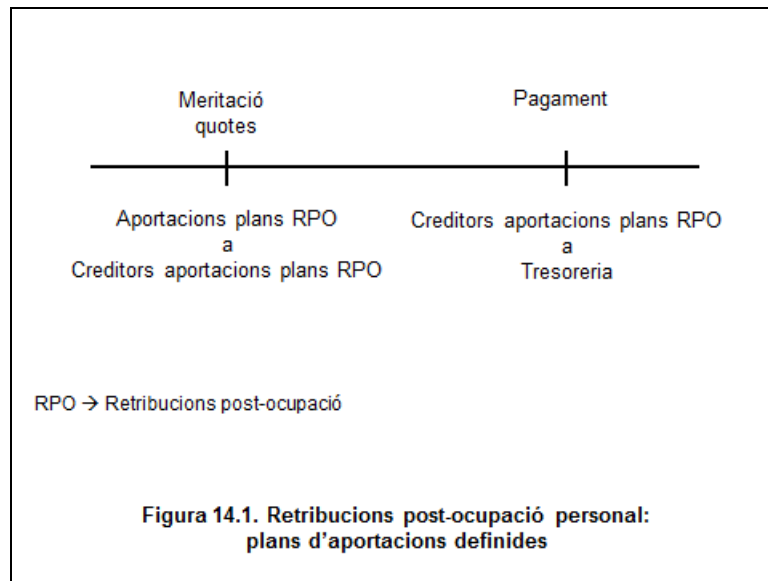 Meritació
quotes
Pagament
Aportacions plans RPO
a
Creditors aportacions plans RPO
Creditors aportacions plans RPO
a
Tresoreria
RPO → Retribucions post-ocupació
Figura 14.1. Retribucions post-ocupació personal:
plans d’aportacions definides